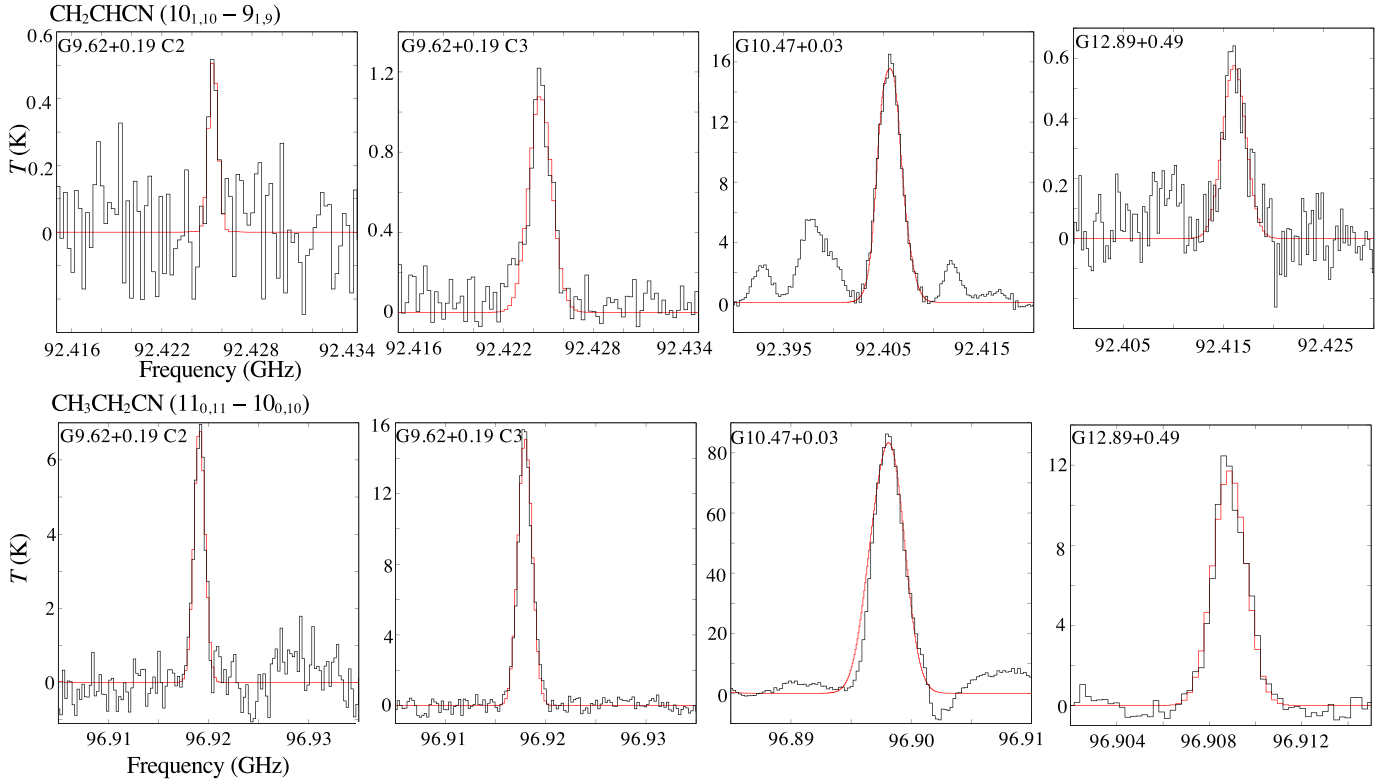 CH₂CHCN (10₁,₁₀ − 9₁,₉)
G9.62+0.19 C2
G9.62+0.19 C3
G10.47+0.03
G12.89+0.49
T (K)
0.6
0.4
0.2
0
1.2
0.8
0.4
0
16
12
8
4
0
0.6
0.4
0.2
0
92.416 92.422 92.428 92.434
92.416 92.422 92.428 92.434
92.395 92.405 92.415
92.405 92.415 92.425
Frequency (GHz)
CH₃CH₂CN (11₀,₁₁ − 10₀,₁₀)
G9.62+0.19 C2
G9.62+0.19 C3
G10.47+0.03
G12.89+0.49
T (K)
6
4
2
0
16
12
8
4
0
80
60
40
20
0
12
8
4
0
96.91 96.92 96.93
96.91 96.92 96.93
96.89 96.90 96.91
96.904 96.908 96.912
Frequency (GHz)